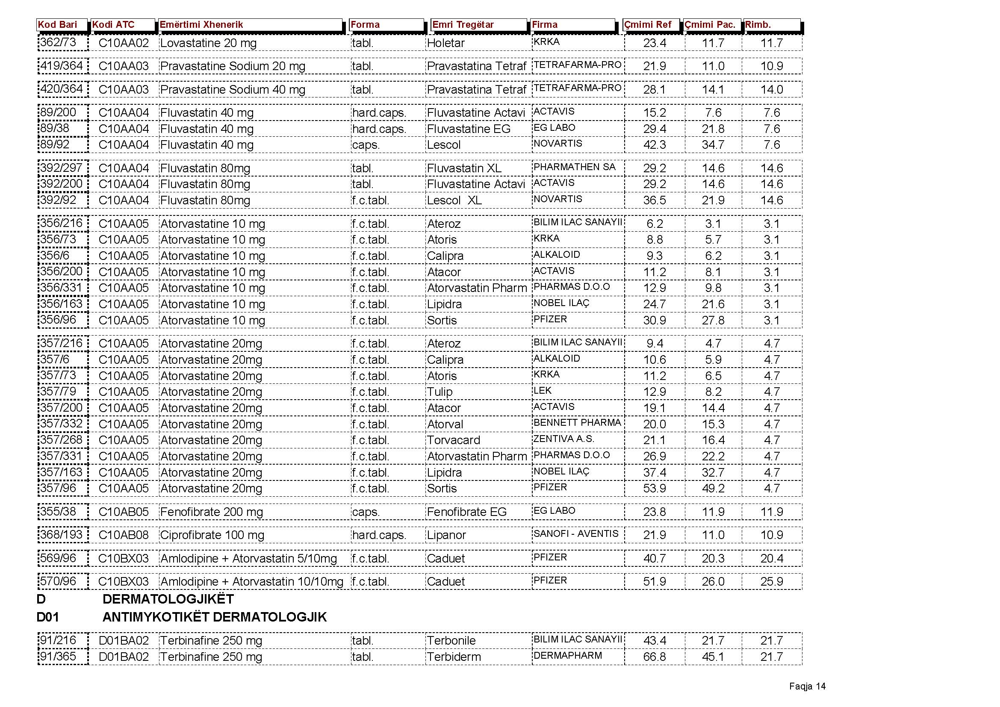 Kod Bari Kodi ATC Emërtimi Xhenerik Forma Emri Tregëtar Firma Çmimi Ref Çmimi Pac. Rimb.
362/73 C10AA02 Lovastatine 20 mg tabl. Holetar KRKA 23.4 11.7 11.7
419/364 C10AA03 Pravastatine Sodium 20 mg tabl. Pravastatina Tetraf TETRAFARMA-PRO 21.9 11.0 10.9
420/364 C10AA03 Pravastatine Sodium 40 mg tabl. Pravastatina Tetraf TETRAFARMA-PRO 28.1 14.1 14.0
89/200 C10AA04 Fluvastatin 40 mg hard.caps. Fluvastatine Actavi ACTAVIS 15.2 7.6 7.6
89/38 C10AA04 Fluvastatin 40 mg hard.caps. Fluvastatine EG EG LABO 29.4 21.8 7.6
89/92 C10AA04 Fluvastatin 40 mg caps. Lescol NOVARTIS 42.3 34.7 7.6
392/297 C10AA04 Fluvastatin 80mg tabl. Fluvastatin XL PHARMATHEN SA 29.2 14.6 14.6
392/200 C10AA04 Fluvastatin 80mg tabl. Fluvastatine Actavi ACTAVIS 29.2 14.6 14.6
392/92 C10AA04 Fluvastatin 80mg f.c.tabl. Lescol XL NOVARTIS 36.5 21.9 14.6
356/216 C10AA05 Atorvastatine 10 mg f.c.tabl. Ateroz BILIM ILAC SANAYII 6.2 3.1 3.1
356/73 C10AA05 Atorvastatine 10 mg f.c.tabl. Atoris KRKA 8.8 5.7 3.1
356/6 C10AA05 Atorvastatine 10 mg f.c.tabl. Calipra ALKALOID 9.3 6.2 3.1
356/200 C10AA05 Atorvastatine 10 mg f.c.tabl. Atacor ACTAVIS 11.2 8.1 3.1
356/331 C10AA05 Atorvastatine 10 mg f.c.tabl. Atorvastatin Pharm PHARMAS D.O.O 12.9 9.8 3.1
356/163 C10AA05 Atorvastatine 10 mg f.c.tabl. Lipidra NOBEL ILAÇ 24.7 21.6 3.1
356/96 C10AA05 Atorvastatine 10 mg f.c.tabl. Sortis PFIZER 30.9 27.8 3.1
357/216 C10AA05 Atorvastatine 20mg f.c.tabl. Ateroz BILIM ILAC SANAYII 9.4 4.7 4.7
357/6 C10AA05 Atorvastatine 20mg f.c.tabl. Calipra ALKALOID 10.6 5.9 4.7
357/73 C10AA05 Atorvastatine 20mg f.c.tabl. Atoris KRKA 11.2 6.5 4.7
357/79 C10AA05 Atorvastatine 20mg f.c.tabl. Tulip LEK 12.9 8.2 4.7
357/200 C10AA05 Atorvastatine 20mg f.c.tabl. Atacor ACTAVIS 19.1 14.4 4.7
357/332 C10AA05 Atorvastatine 20mg f.c.tabl. Atorval BENNETT PHARMA 20.0 15.3 4.7
357/268 C10AA05 Atorvastatine 20mg f.c.tabl. Torvacard ZENTIVA A.S. 21.1 16.4 4.7
357/331 C10AA05 Atorvastatine 20mg f.c.tabl. Atorvastatin Pharm PHARMAS D.O.O 26.9 22.2 4.7
357/163 C10AA05 Atorvastatine 20mg f.c.tabl. Lipidra NOBEL ILAÇ 37.4 32.7 4.7
357/96 C10AA05 Atorvastatine 20mg f.c.tabl. Sortis PFIZER 53.9 49.2 4.7
355/38 C10AB05 Fenofibrate 200 mg caps. Fenofibrate EG EG LABO 23.8 11.9 11.9
368/193 C10AB08 Ciprofibrate 100 mg hard.caps. Lipanor SANOFI - AVENTIS 21.9 11.0 10.9
569/96 C10BX03 Amlodipine + Atorvastatin 5/10mg f.c.tabl. Caduet PFIZER 40.7 20.3 20.4
570/96 C10BX03 Amlodipine + Atorvastatin 10/10mg f.c.tabl. Caduet PFIZER 51.9 26.0 25.9
D DERMATOLOGJIKËT
D01 ANTIMYKOTIKËT DERMATOLOGJIK
91/216 D01BA02 Terbinafine 250 mg tabl. Terbonile BILIM ILAC SANAYII 43.4 21.7 21.7
91/365 D01BA02 Terbinafine 250 mg tabl. Terbiderm DERMAPHARM 66.8 45.1 21.7
Faqja 14